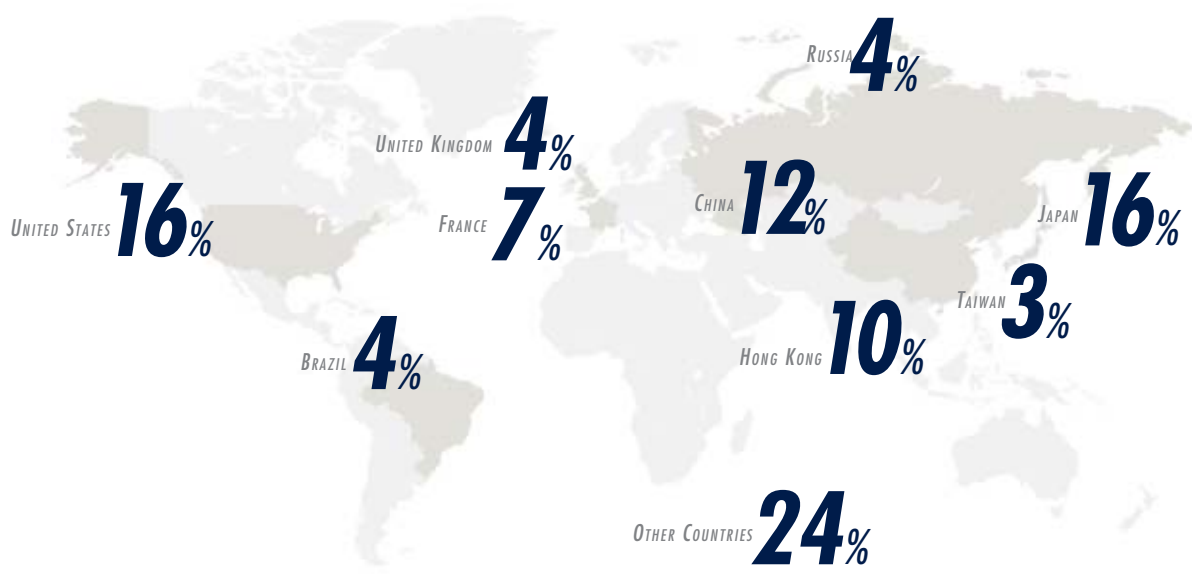 Russia 4%
United Kingdom 4%
China 12%
Japan 16%
United States 16%
France 7%
Taiwan 3%
Hong Kong 10%
Brazil 4%
Other Countries 24%